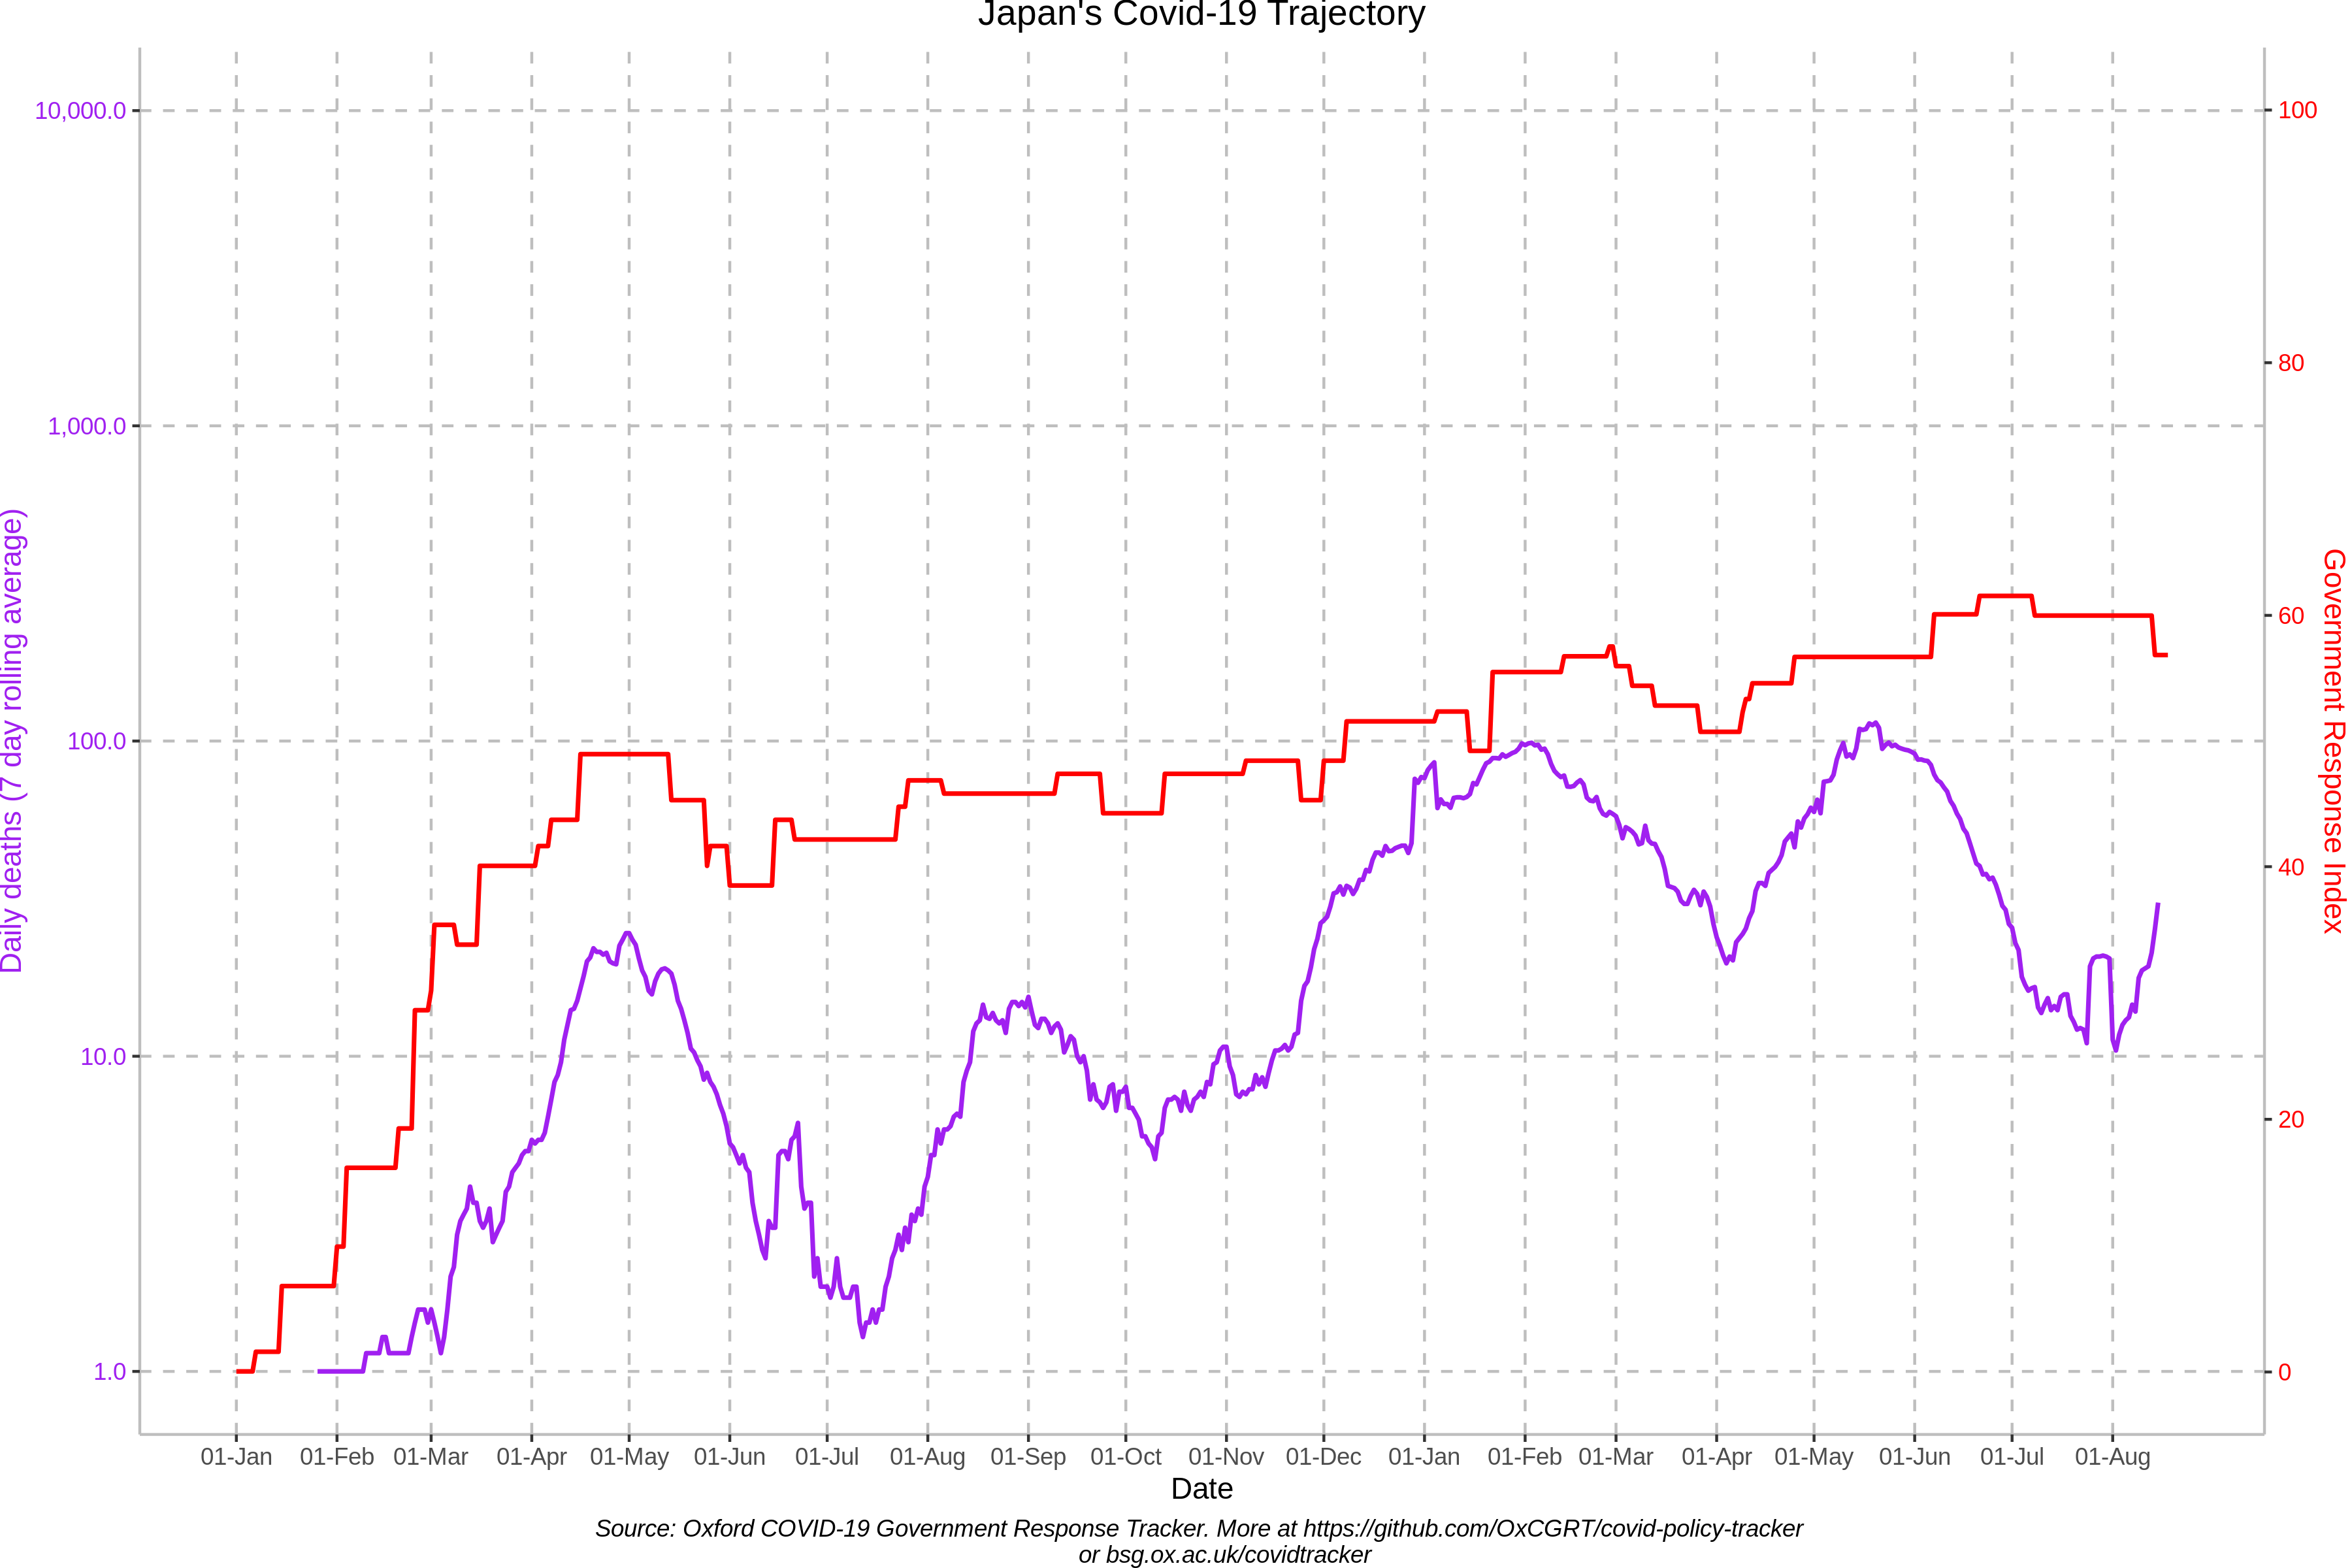 Japan's Covid-19 Trajectory
10,000.0
1,000.0
100.0
10.0
1.0
Daily deaths (7 day rolling average)
100
80
60
40
20
0
Government Response Index
01-Jan 01-Feb 01-Mar 01-Apr 01-May 01-Jun 01-Jul 01-Aug 01-Sep 01-Oct 01-Nov 01-Dec 01-Jan 01-Feb 01-Mar 01-Apr 01-May 01-Jun 01-Jul 01-Aug
Date
Source: Oxford COVID-19 Government Response Tracker. More at https://github.com/OxCGRT/covid-policy-tracker
or bsg.ox.ac.uk/covidtracker